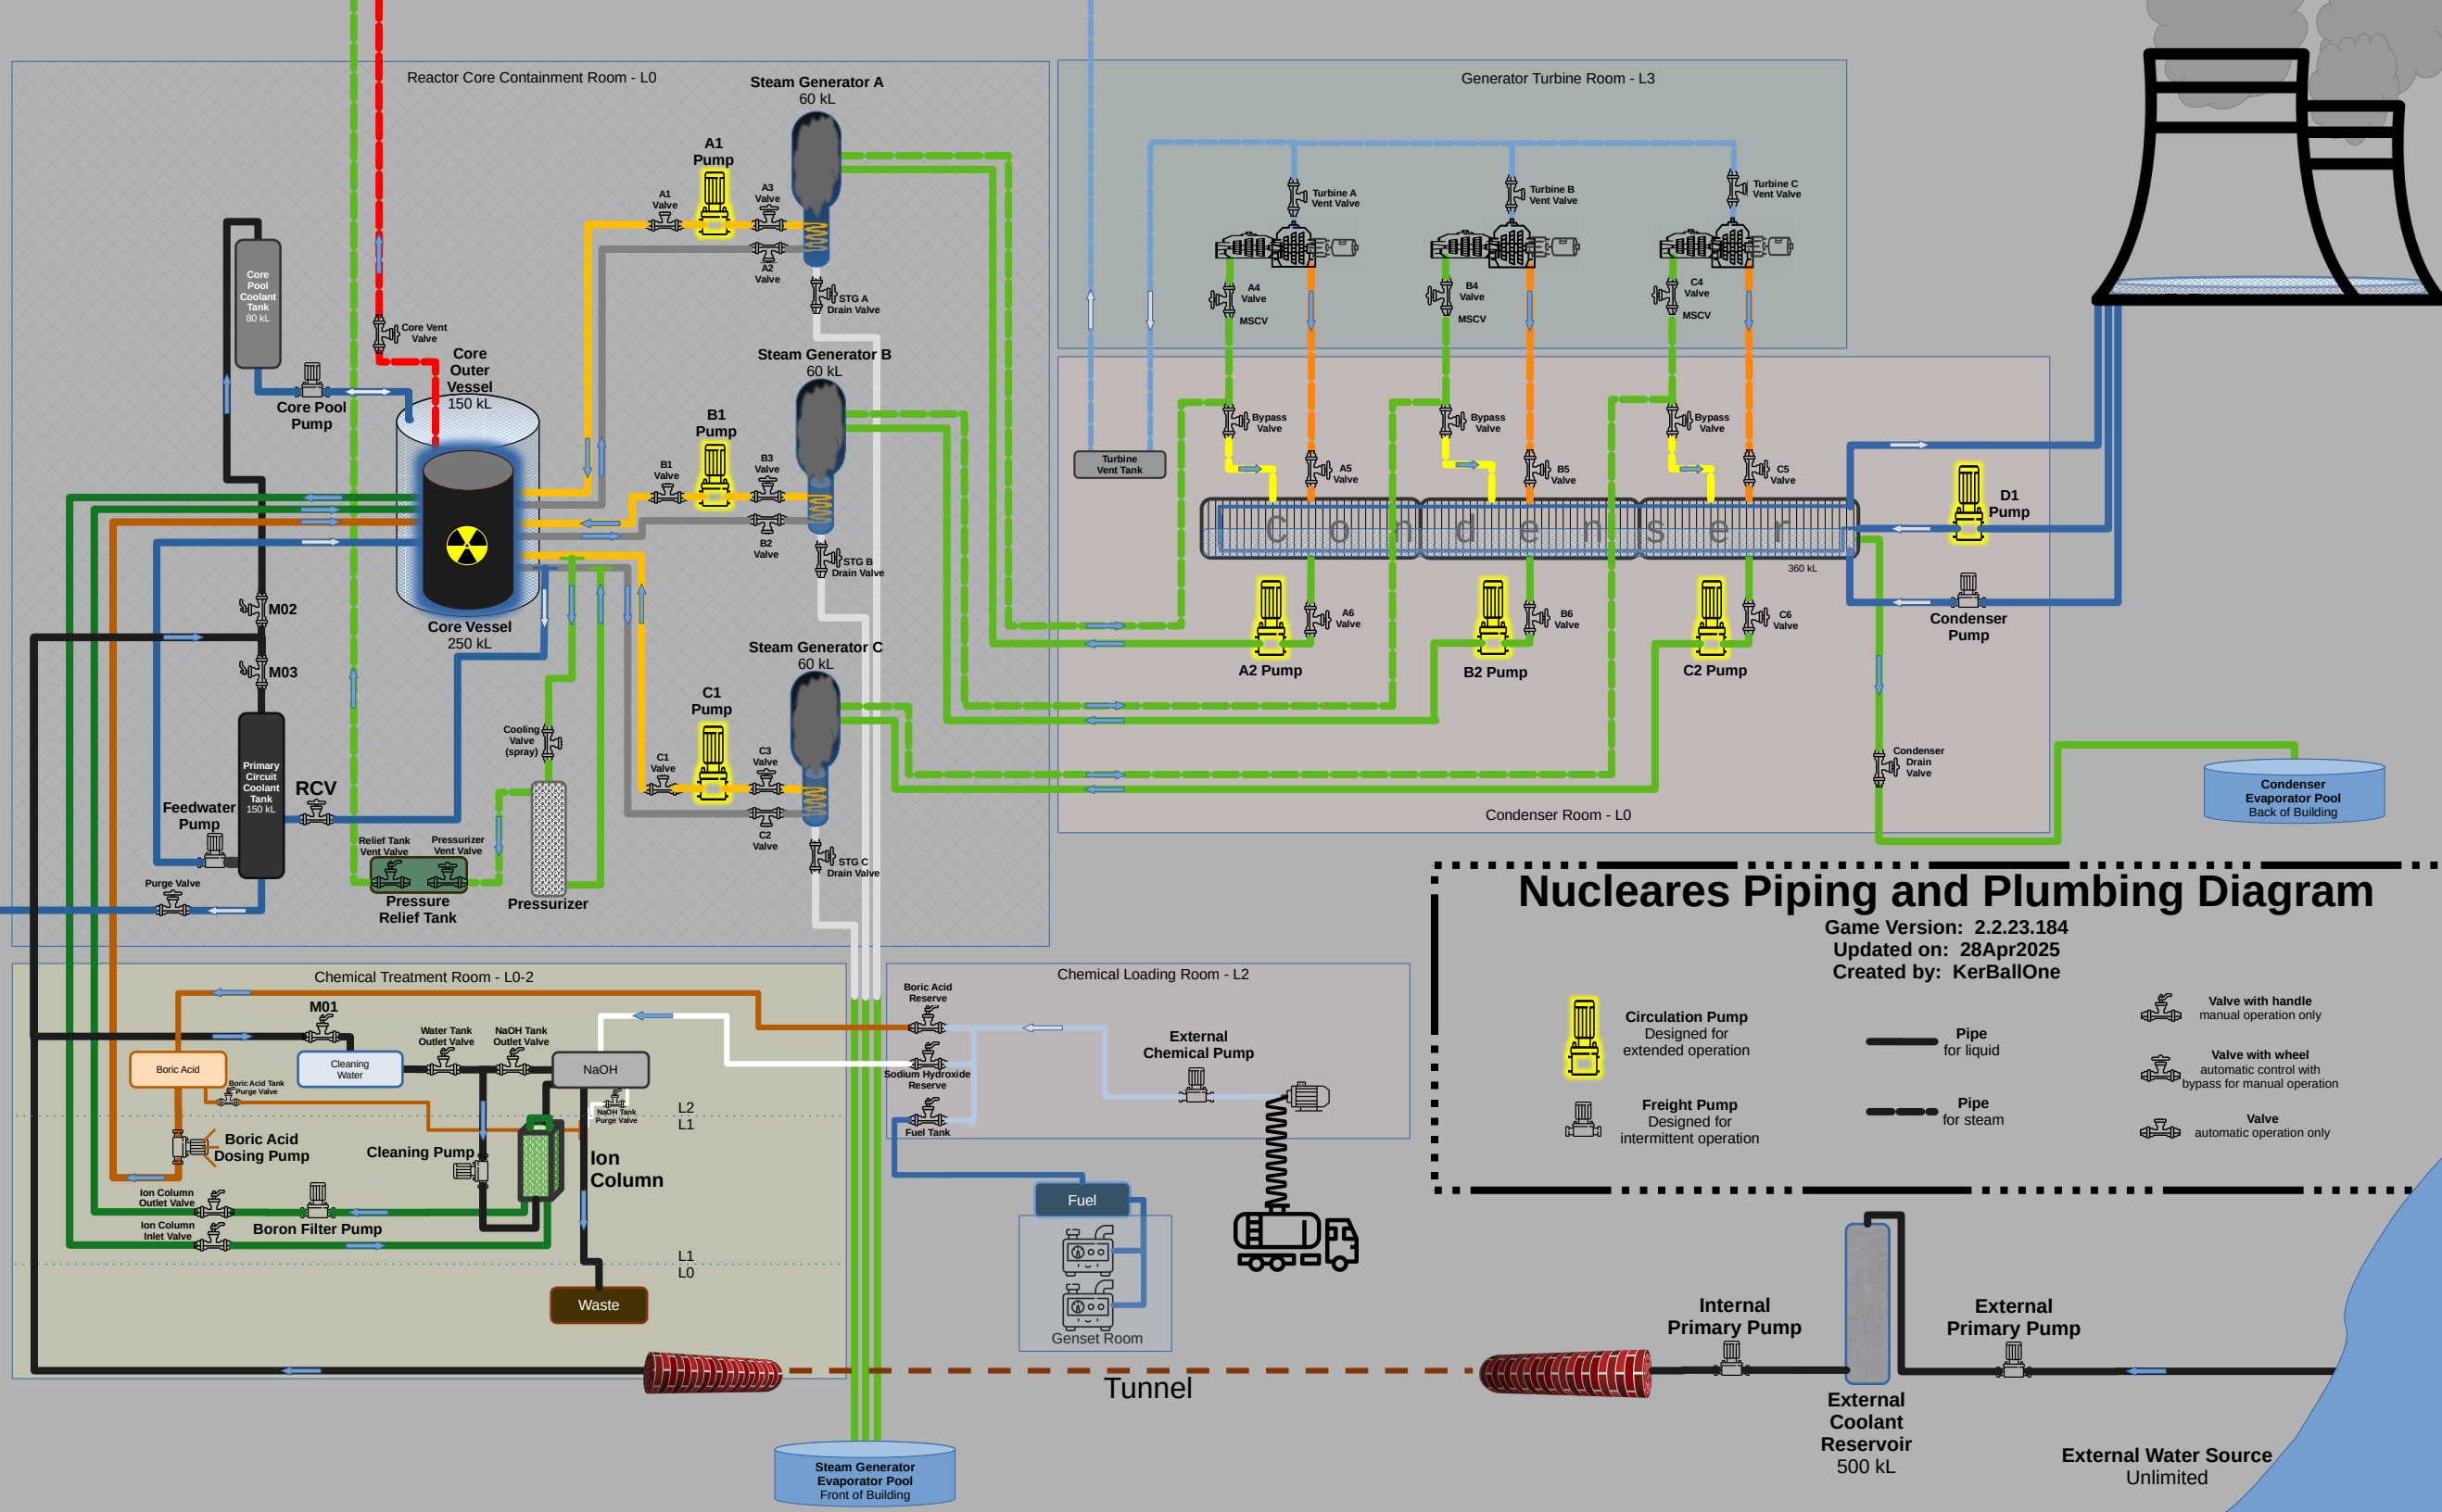 Reactor Core Containment Room - L0
Steam Generator A
60 kL
A1
Pump
A1
Valve
A3
Valve
A2
Valve
STG A
Drain Valve
Core
Pool
Coolant
Tank
80 kL
Core Vent
Valve
Core Pool
Pump
Core
Outer
Vessel
150 kL
Steam Generator B
60 kL
B1
Pump
B1
Valve
B3
Valve
B2
Valve
STG B
Drain Valve
Core Vessel
250 kL
M02
M03
Steam Generator C
60 kL
C1
Pump
C1
Valve
C3
Valve
C2
Valve
STG C
Drain Valve
Cooling
Valve
(spray)
Primary
Circuit
Coolant
Tank
150 kL
RCV
Feedwater
Pump
Relief Tank
Vent Valve
Pressurizer
Vent Valve
Purge Valve
Pressure
Relief Tank
Pressurizer
Generator Turbine Room - L3
Turbine A
Vent Valve
Turbine B
Vent Valve
Turbine C
Vent Valve
A4
Valve
MSCV
B4
Valve
MSCV
C4
Valve
MSCV
Bypass
Valve
Bypass
Valve
Bypass
Valve
Turbine
Vent Tank
A5
Valve
B5
Valve
C5
Valve
Condenser
360 kL
D1
Pump
Condenser
Pump
A6
Valve
B6
Valve
C6
Valve
A2 Pump
B2 Pump
C2 Pump
Condenser
Drain
Valve
Condenser Room - L0
Condenser
Evaporator Pool
Back of Building
Nucleares Piping and Plumbing Diagram
Game Version: 2.2.23.184
Updated on: 28Apr2025
Created by: KerBallOne
Circulation Pump
Designed for
extended operation
Freight Pump
Designed for
intermittent operation
Pipe
for liquid
Pipe
for steam
Valve with handle
manual operation only
Valve with wheel
automatic control with
bypass for manual operation
Valve
automatic operation only
Chemical Treatment Room - L0-2
M01
Water Tank
Outlet Valve
NaOH Tank
Outlet Valve
Boric Acid
Cleaning
Water
NaOH
Boric Acid Tank
Purge Valve
NaOH Tank
Purge Valve
L2
L1
Boric Acid
Dosing Pump
Cleaning Pump
Ion
Column
Ion Column
Outlet Valve
Boron Filter Pump
Ion Column
Inlet Valve
L1
L0
Waste
Chemical Loading Room - L2
Boric Acid
Reserve
Sodium Hydroxide
Reserve
Fuel Tank
External
Chemical Pump
Fuel
Genset Room
Tunnel
Internal
Primary Pump
External
Primary Pump
External
Coolant
Reservoir
500 kL
External Water Source
Unlimited
Steam Generator
Evaporator Pool
Front of Building